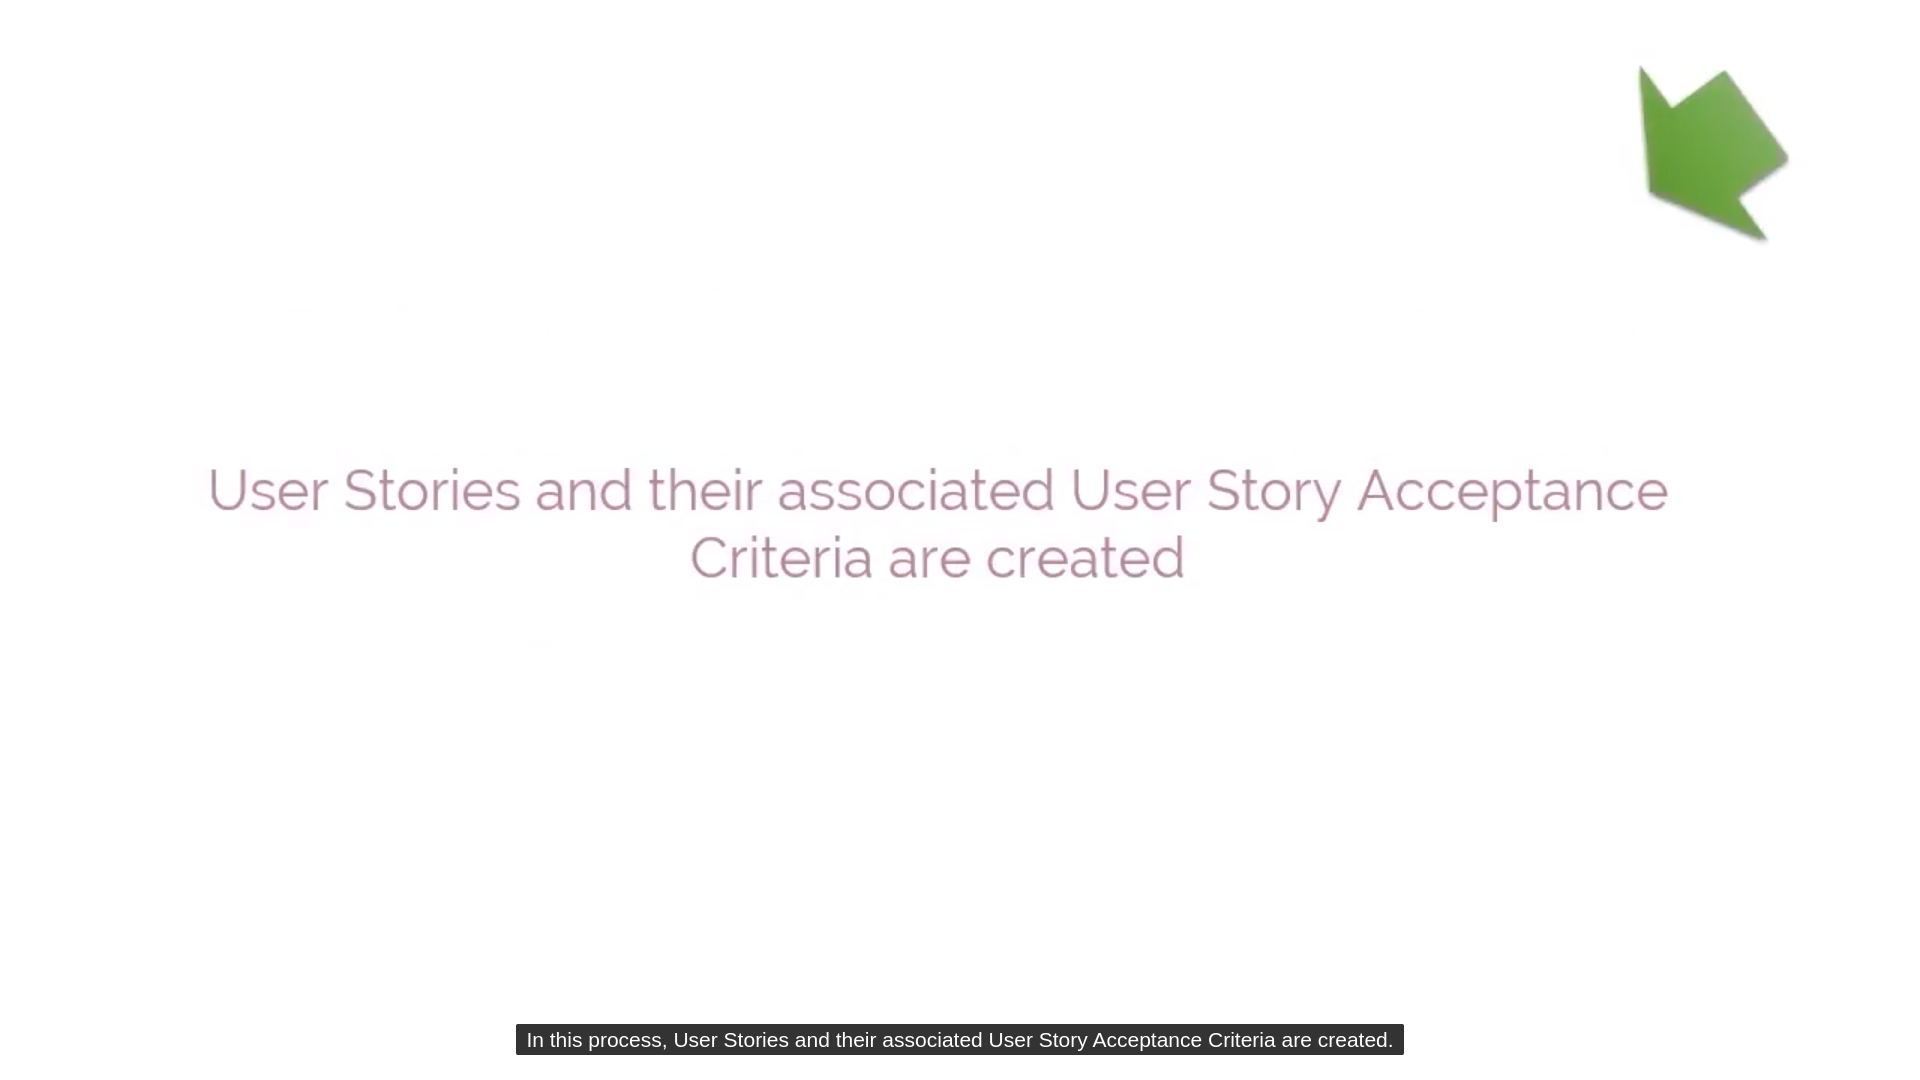 User Stories and their associated User Story Acceptance
Criteria are created
In this process, User Stories and their associated User Story Acceptance Criteria are created.